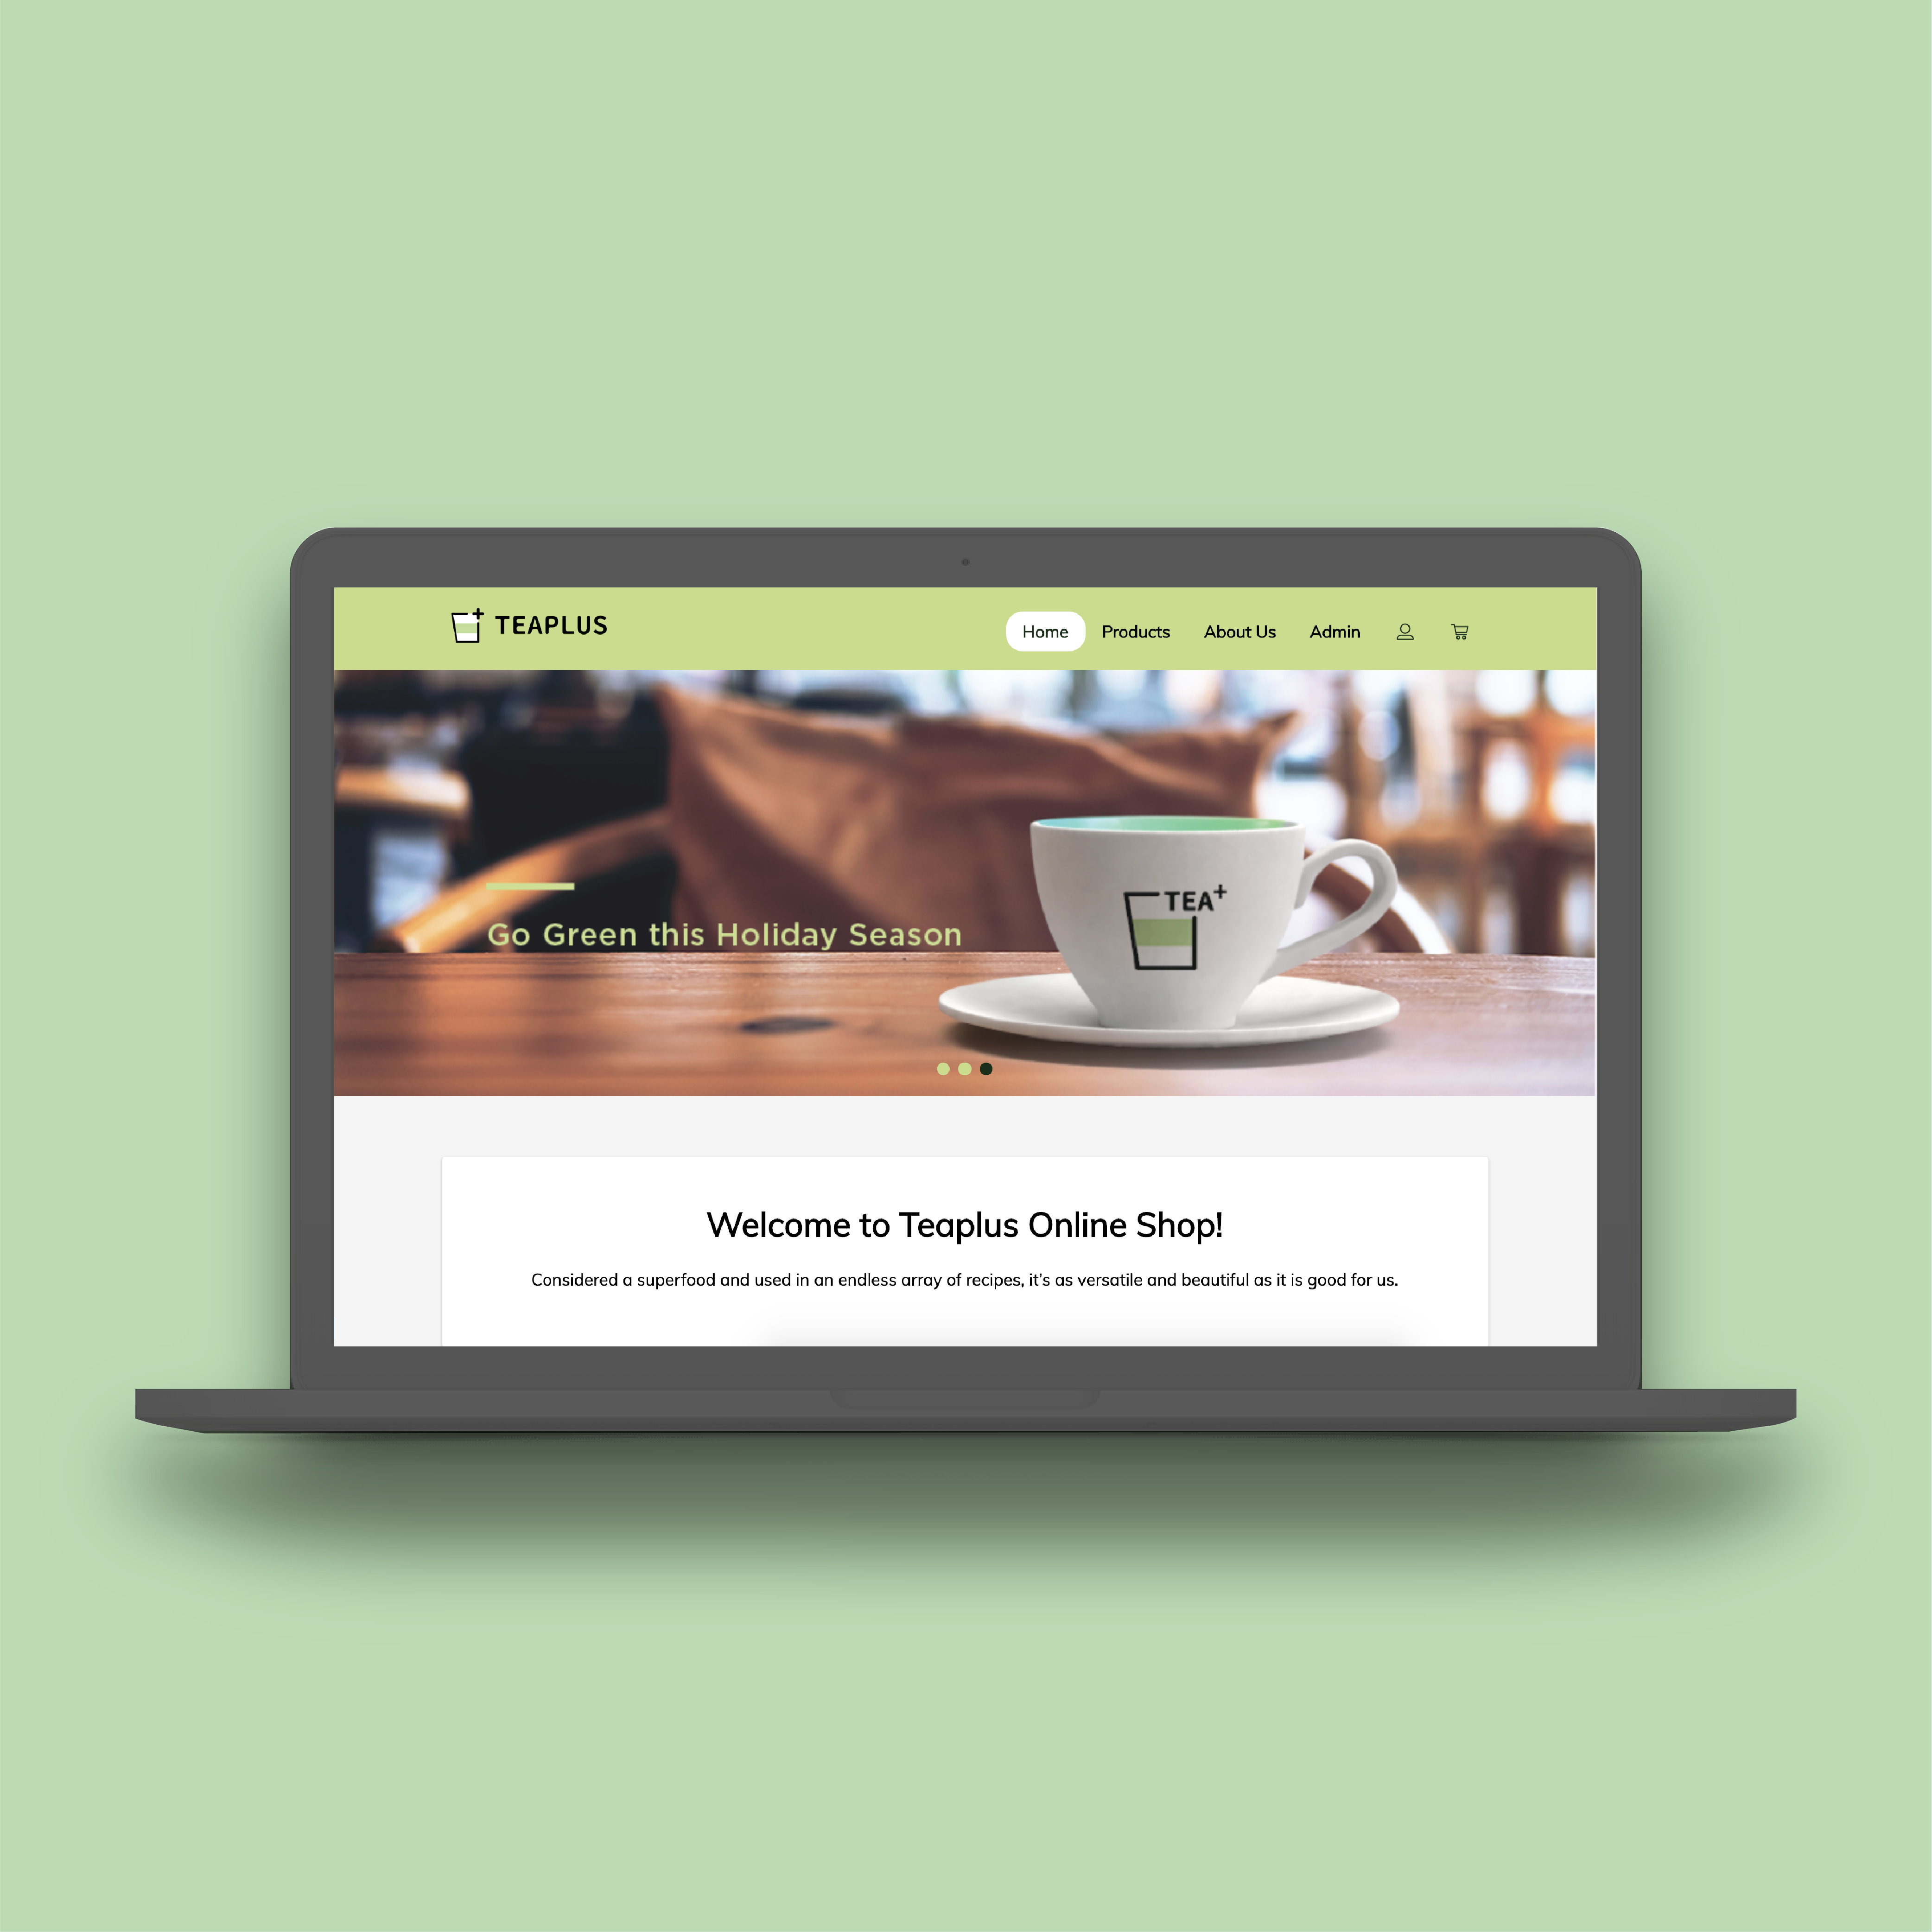 TEAPLUS
Home Products About Us Admin
TEA+
Go Green this Holiday Season
Welcome to Teaplus Online Shop!
Considered a superfood and used in an endless array of recipes, it's as versatile and beautiful as it is good for us.